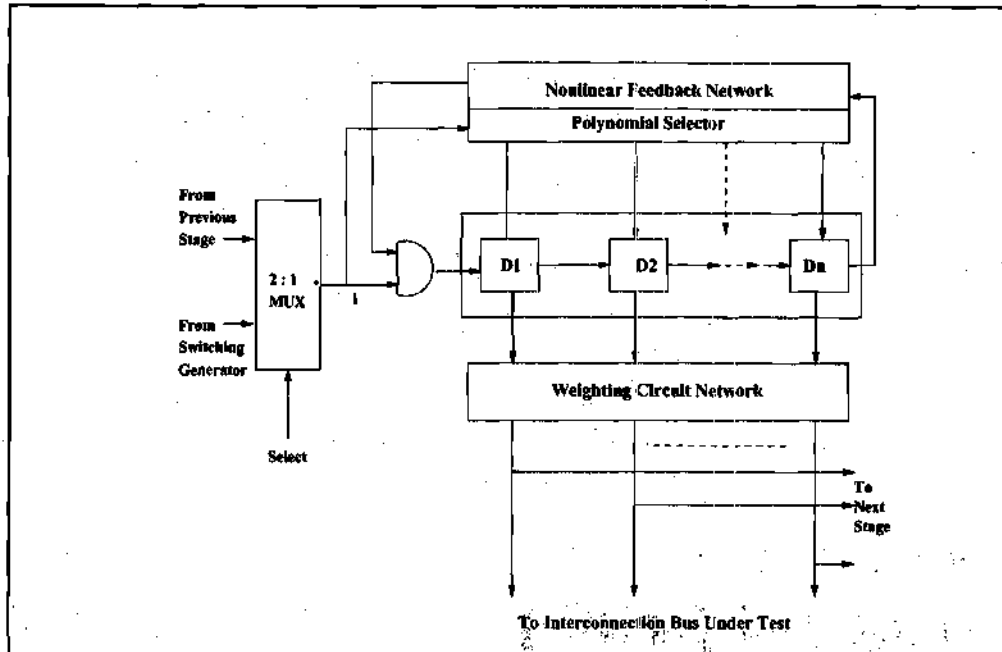 Nonlinear Feedback Network
Polynomial Selector
From
Previous
Stage
2 : 1
MUX
1
D1
D2
Dn
From
Switching
Generator
Weighting Circuit Network
Select
To
Next
Stage
To Interconnection Bus Under Test